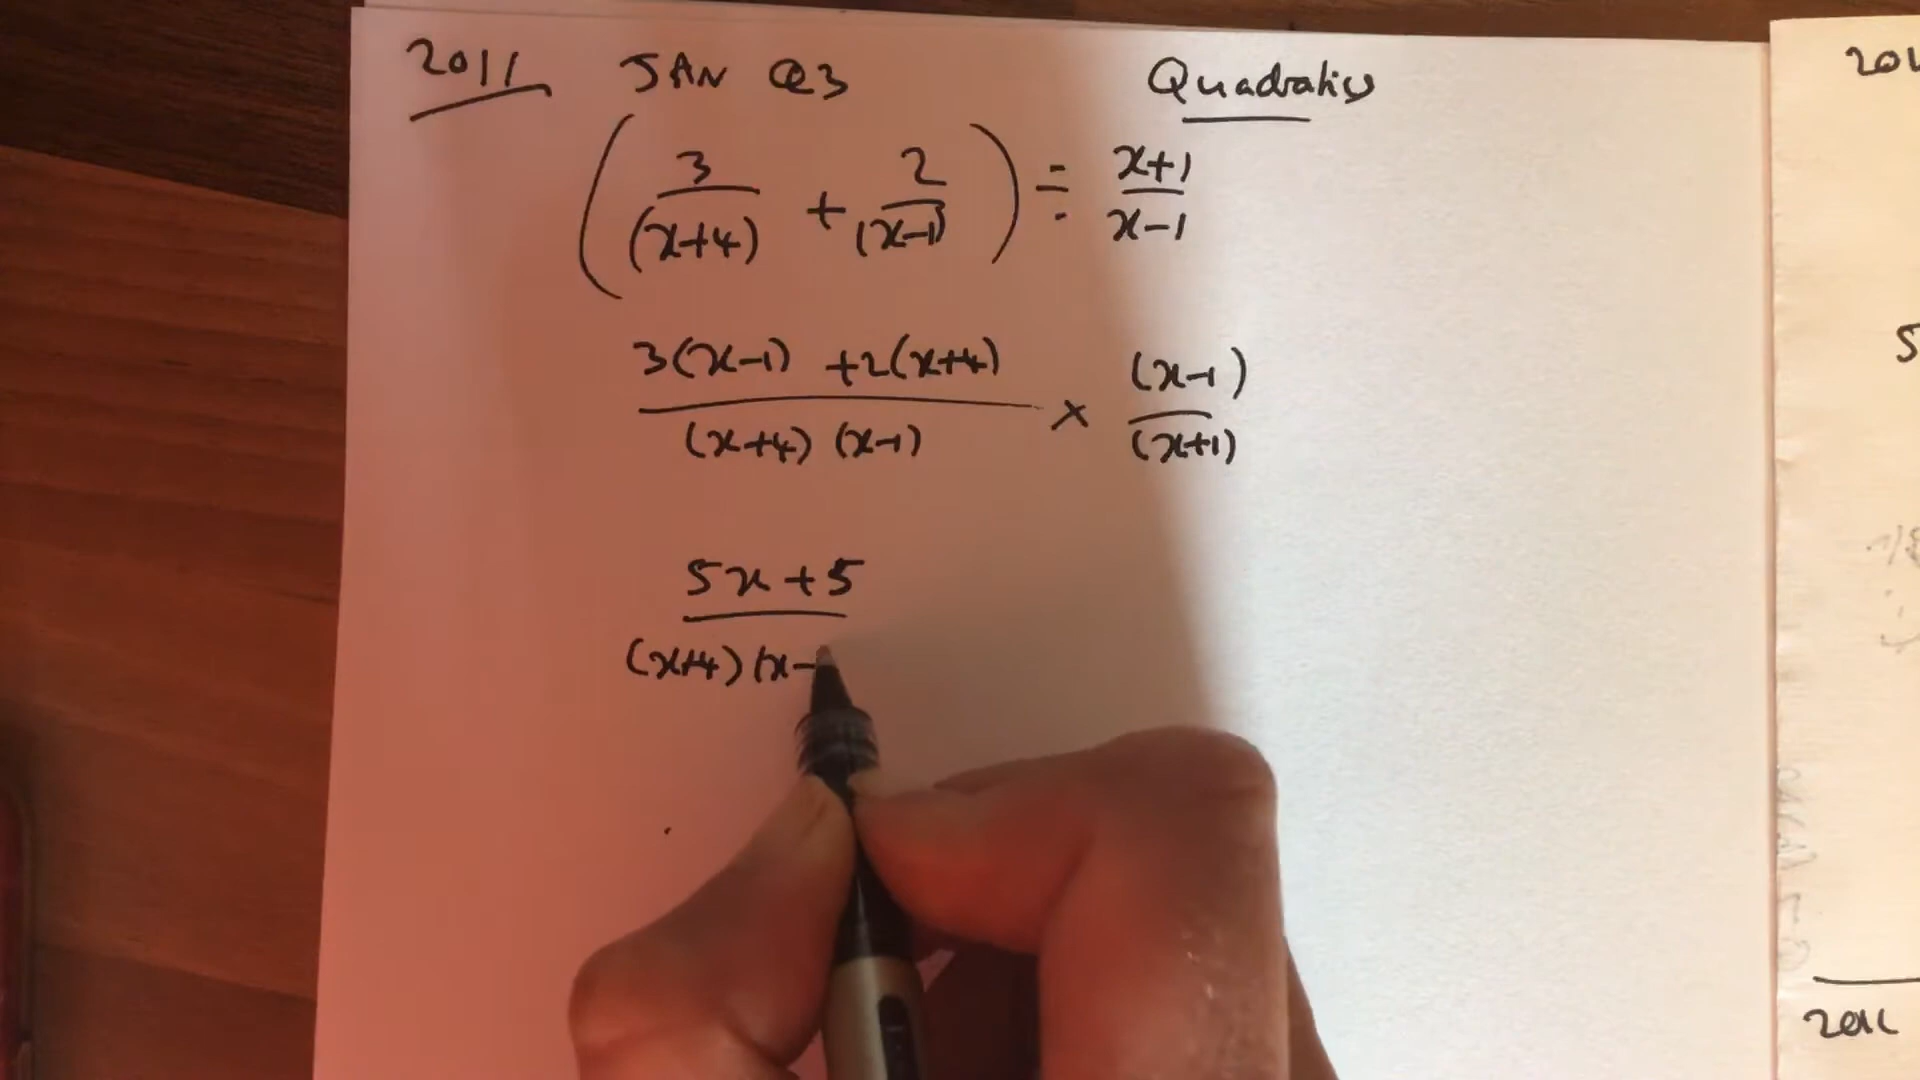 2011 JAN Q3 Quadratics
( 3/(x+4) + 2/(x-1) ) ÷ x+1/x-1
3(x-1) +2(x+4) / (x+4) (x-1) × (x-1)/(x+1)
5x+5
(x+4) (x-
201
S